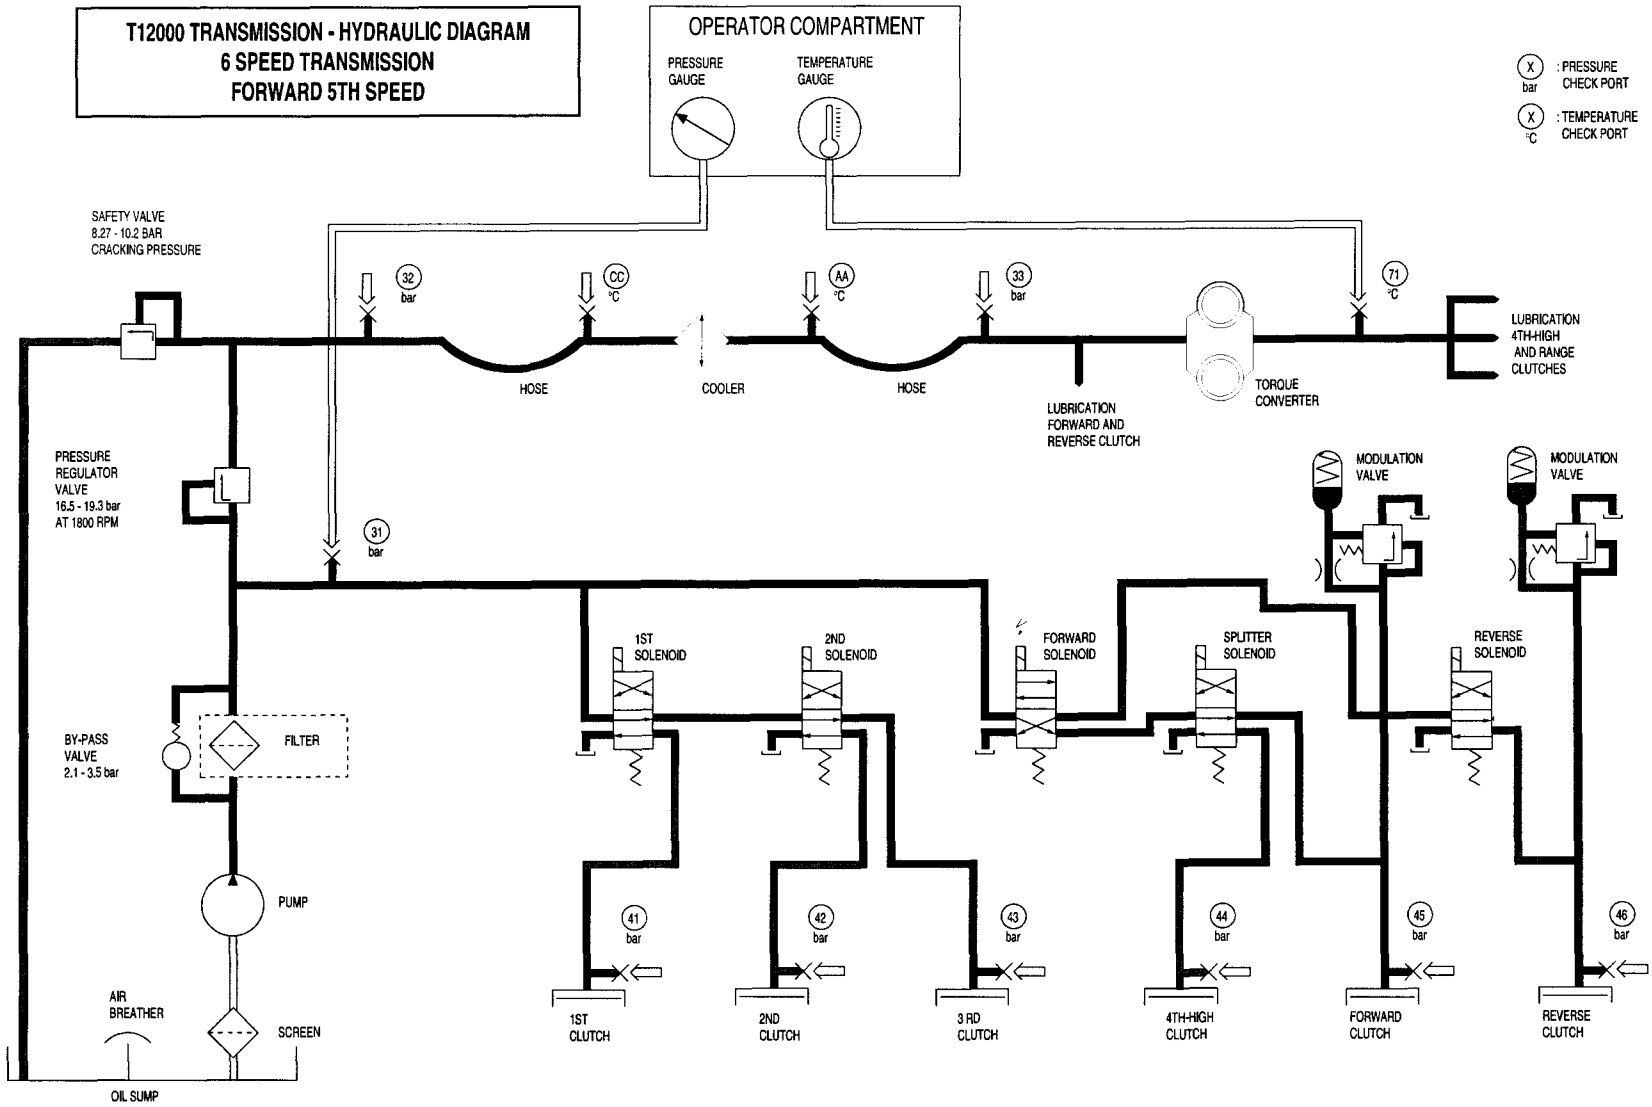 T12000 TRANSMISSION - HYDRAULIC DIAGRAM
6 SPEED TRANSMISSION
FORWARD 5TH SPEED
OPERATOR COMPARTMENT
PRESSURE
GAUGE
TEMPERATURE
GAUGE
X
bar
: PRESSURE
CHECK PORT
X
°C
: TEMPERATURE
CHECK PORT
SAFETY VALVE
8.27 - 10.2 BAR
CRACKING PRESSURE
32
bar
CC
°C
AA
°C
33
bar
71
°C
HOSE
COOLER
HOSE
LUBRICATION
FORWARD AND
REVERSE CLUTCH
TORQUE
CONVERTER
LUBRICATION
4TH-HIGH
AND RANGE
CLUTCHES
PRESSURE
REGULATOR
VALVE
16.5 - 19.3 bar
AT 1800 RPM
31
bar
MODULATION
VALVE
MODULATION
VALVE
1ST
SOLENOID
2ND
SOLENOID
FORWARD
SOLENOID
SPLITTER
SOLENOID
REVERSE
SOLENOID
BY-PASS
VALVE
2.1 - 3.5 bar
FILTER
PUMP
41
bar
42
bar
43
bar
44
bar
45
bar
46
bar
AIR
BREATHER
SCREEN
OIL SUMP
1ST
CLUTCH
2ND
CLUTCH
3 RD
CLUTCH
4TH-HIGH
CLUTCH
FORWARD
CLUTCH
REVERSE
CLUTCH